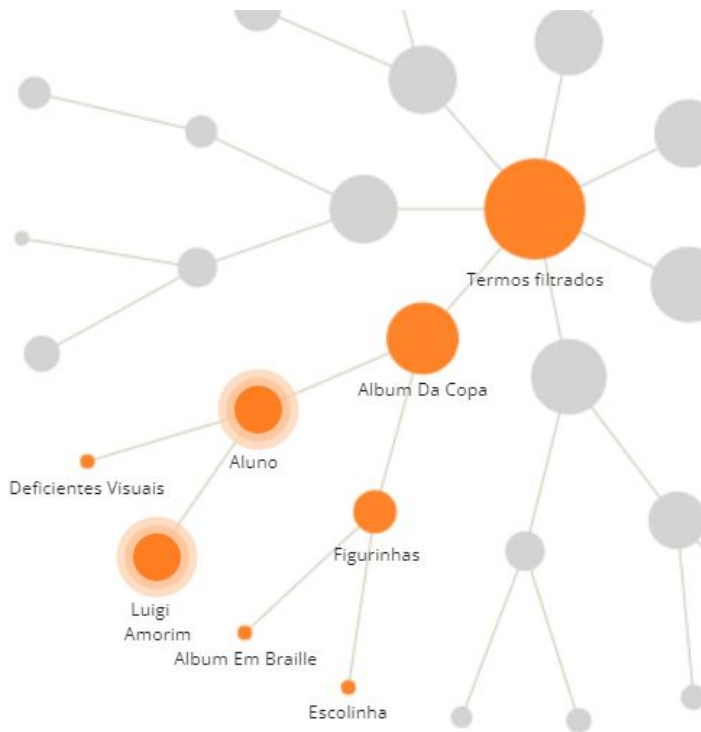 Termos filtrados
Album Da Copa
Aluno
Deficientes Visuais
Figurinhas
Luigi
Amorim
Album Em Braille
Escolinha